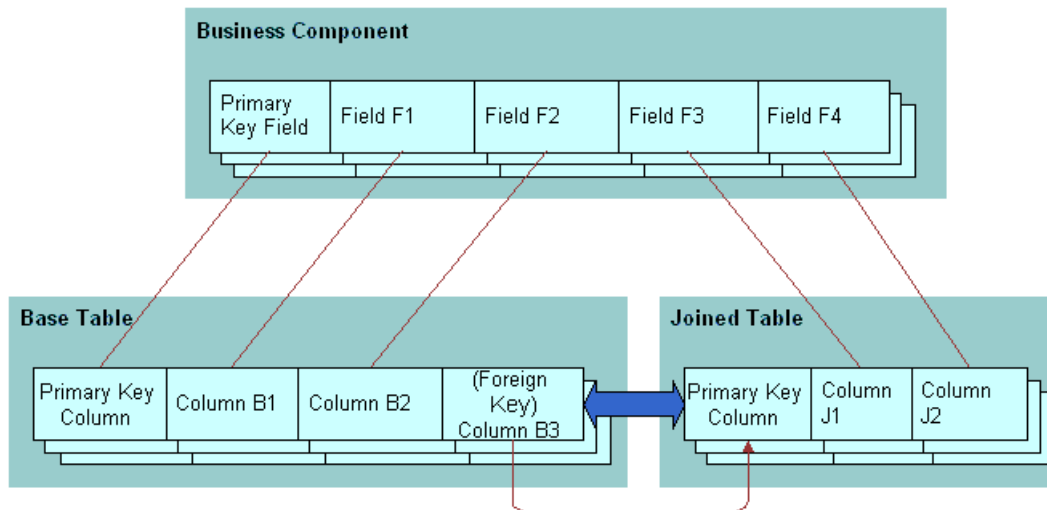 Business Component
Primary
Key Field
Field F1
Field F2
Field F3
Field F4
Base Table
Primary Key
Column
Column B1
Column B2
(Foreign
Key)
Column B3
Joined Table
Primary Key
Column
Column
J1
Column
J2